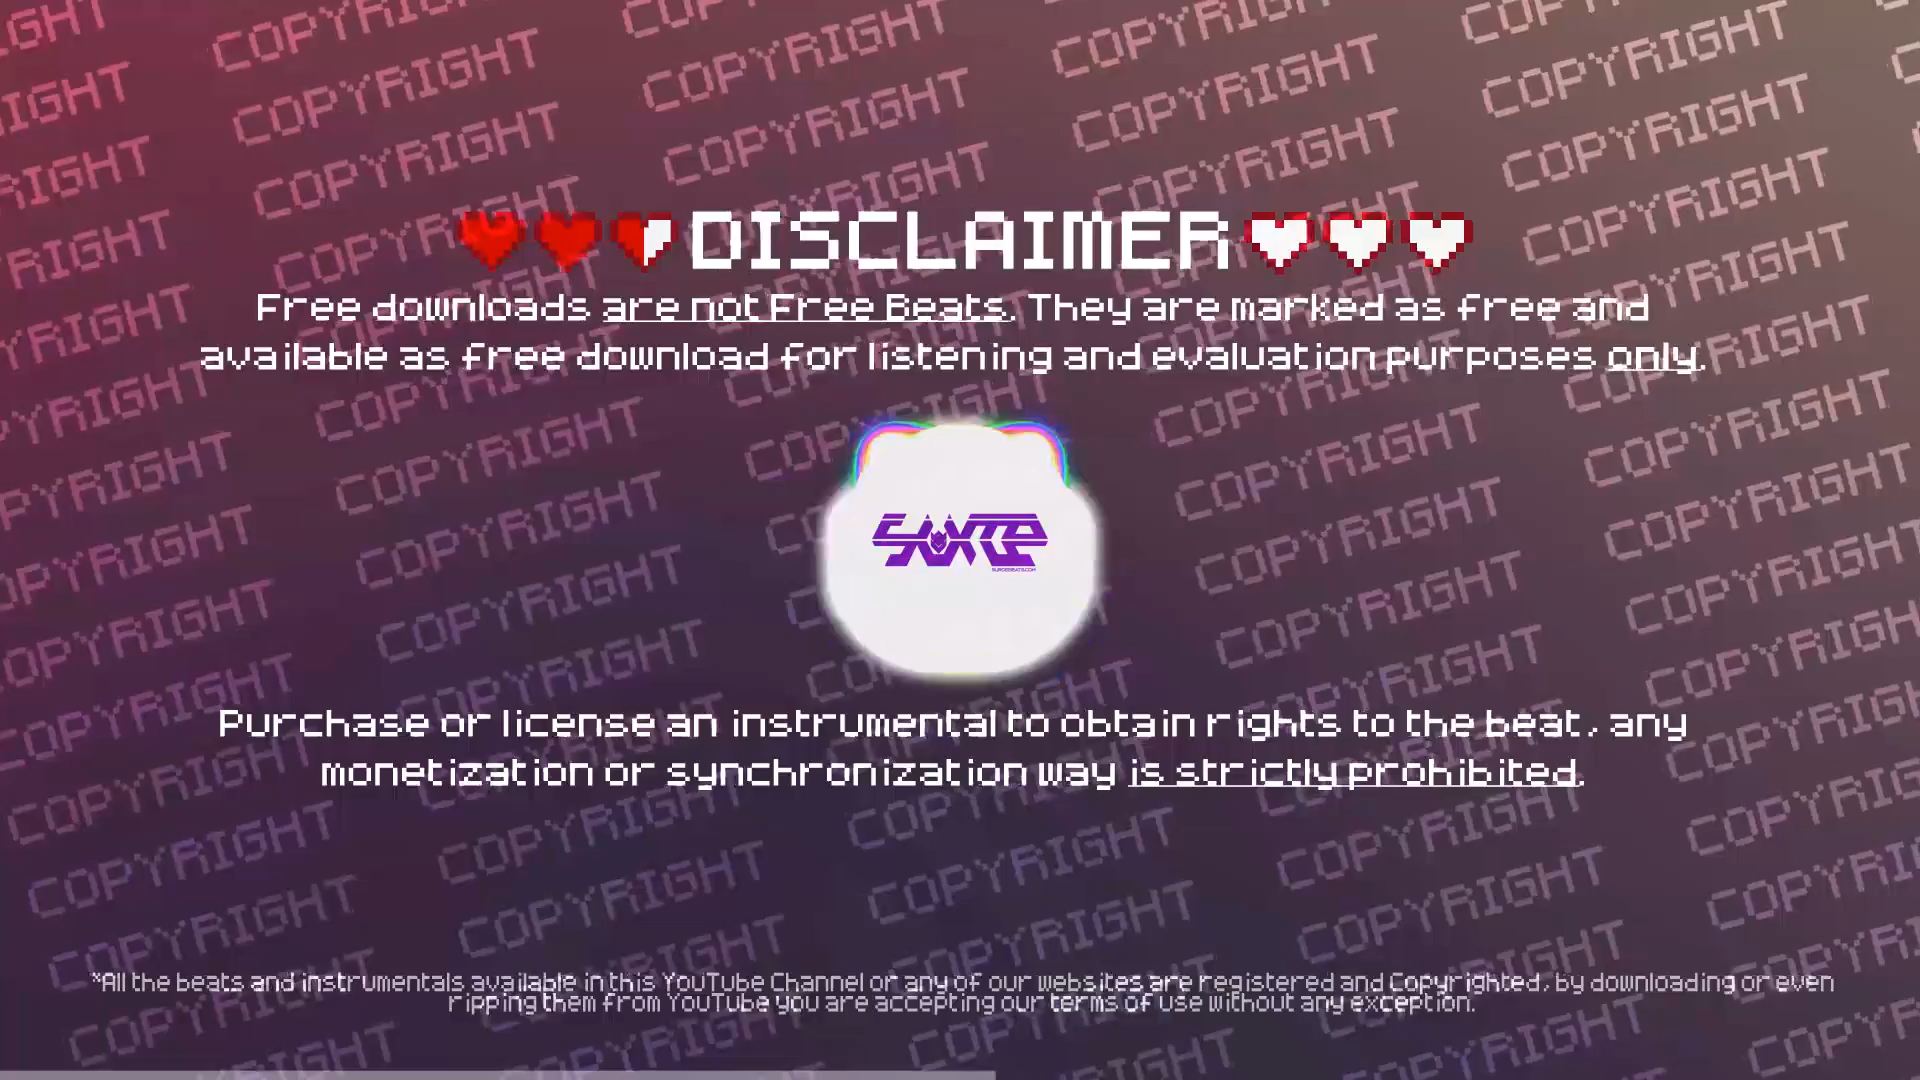 DISCLAIMER
Free downloads are not Free Beats. They are marked as free and
available as free download for listening and evaluation purposes only.
Purchase or license an instrumental to obtain rights to the beat, any
monetization or synchronization way is strictly prohibited.
*All the beats and instrumentals available in this YouTube Channel or any of our websites are registered and Copyrighted, by downloading or even
ripping them from YouTube you are accepting our terms of use without any exception.
COPYRIGHT